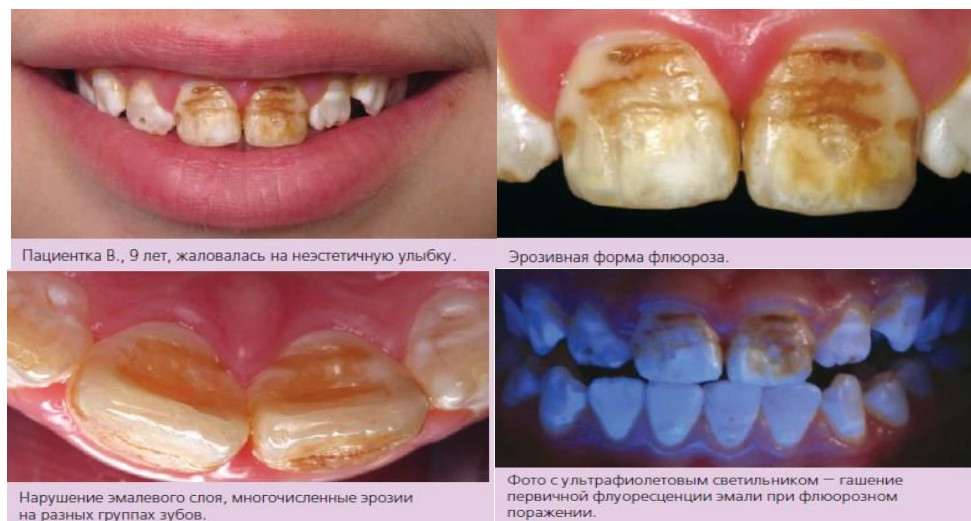 Пациентка В., 9 лет, жаловалась на неэстетичную улыбку.
Эрозивная форма флюороза.
Нарушение эмалевого слоя, многочисленные эрозии
на разных группах зубов.
Фото с ультрафиолетовым светильником — гашение
первичной флуоресценции эмали при флюорозном
поражении.